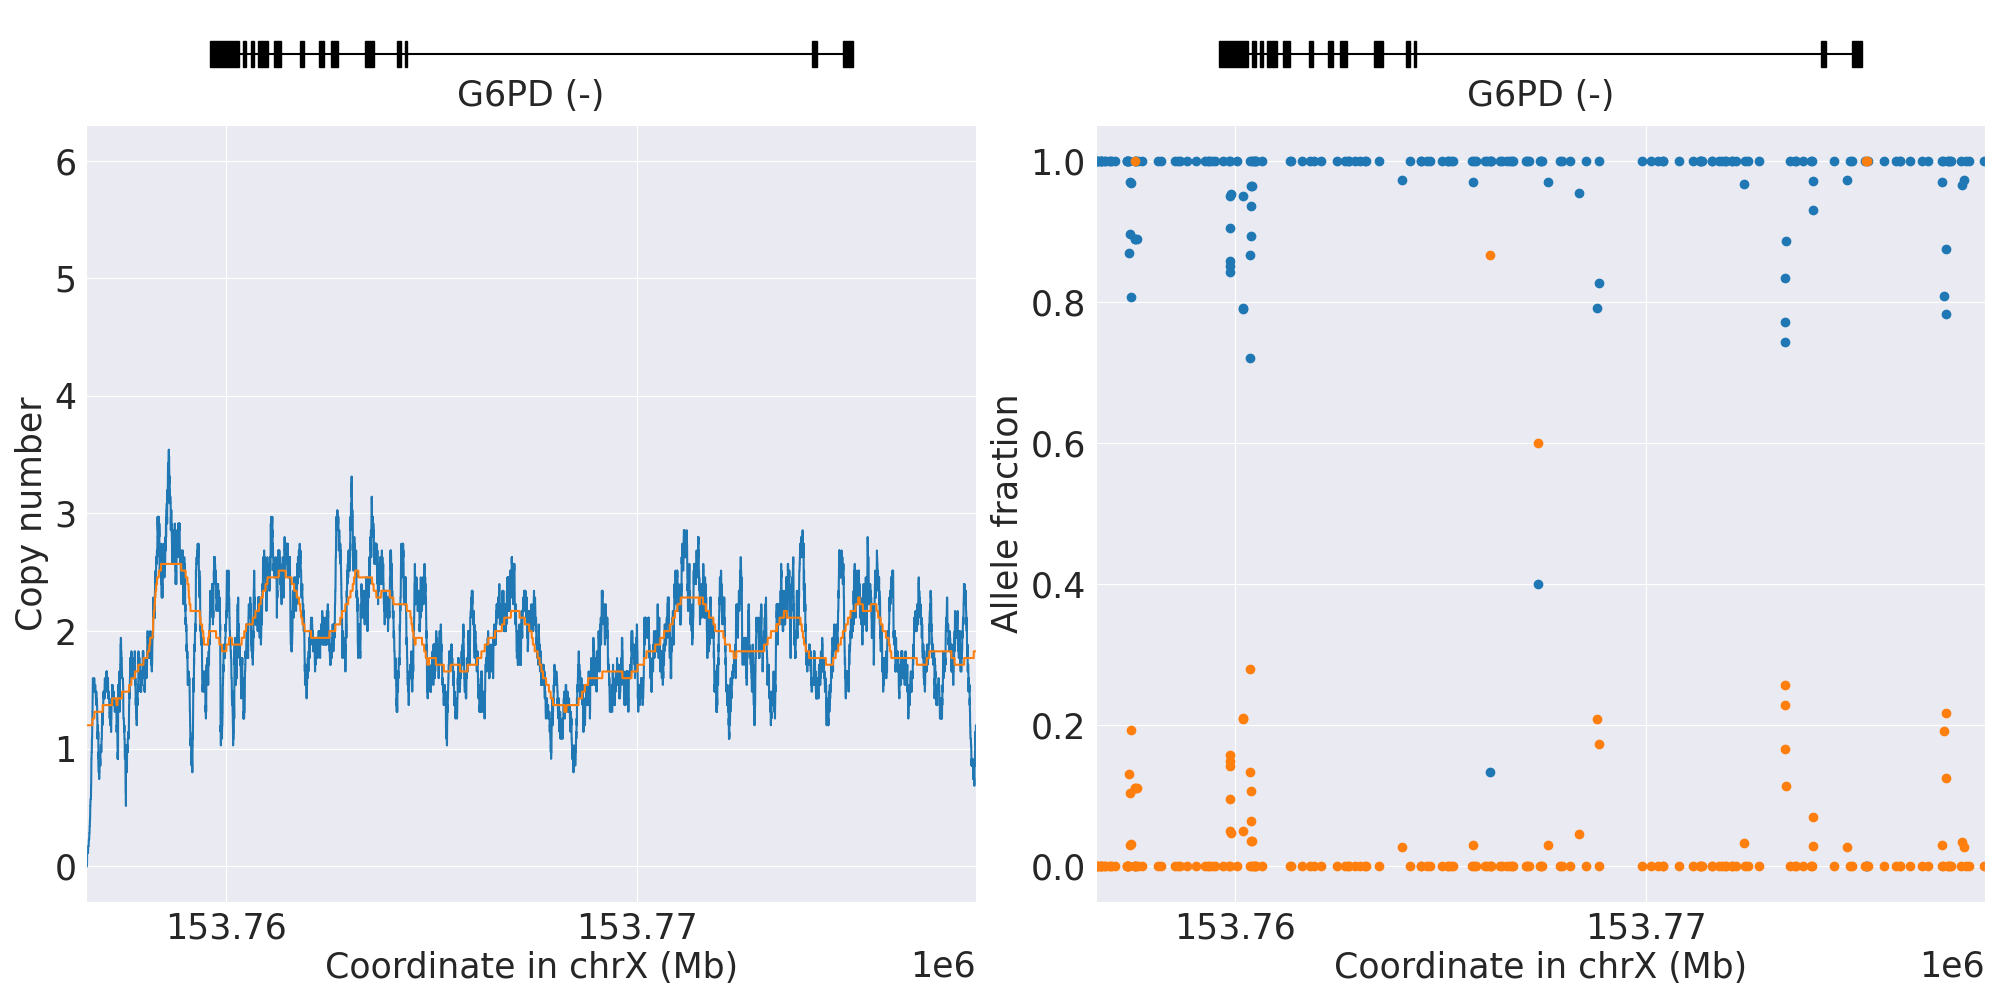 G6PD (-)
6
5
4
3
2
1
0
Copy number
153.76
153.77
Coordinate in chrX (Mb)
1e6
G6PD (-)
1.0
0.8
0.6
0.4
0.2
0.0
Allele fraction
153.76
153.77
Coordinate in chrX (Mb)
1e6